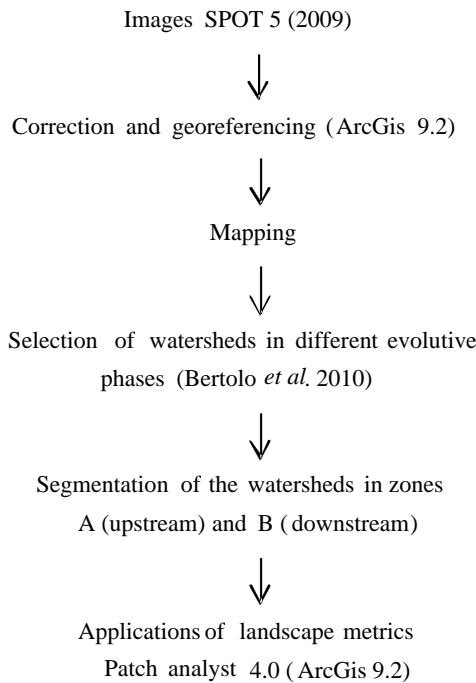 Images SPOT 5 (2009)
Correction and georeferencing (ArcGis 9.2)
Mapping
Selection of watersheds in different evolutive
phases (Bertolo et al. 2010)
Segmentation of the watersheds in zones
A (upstream) and B (downstream)
Applications of landscape metrics
Patch analyst 4.0 (ArcGis 9.2)